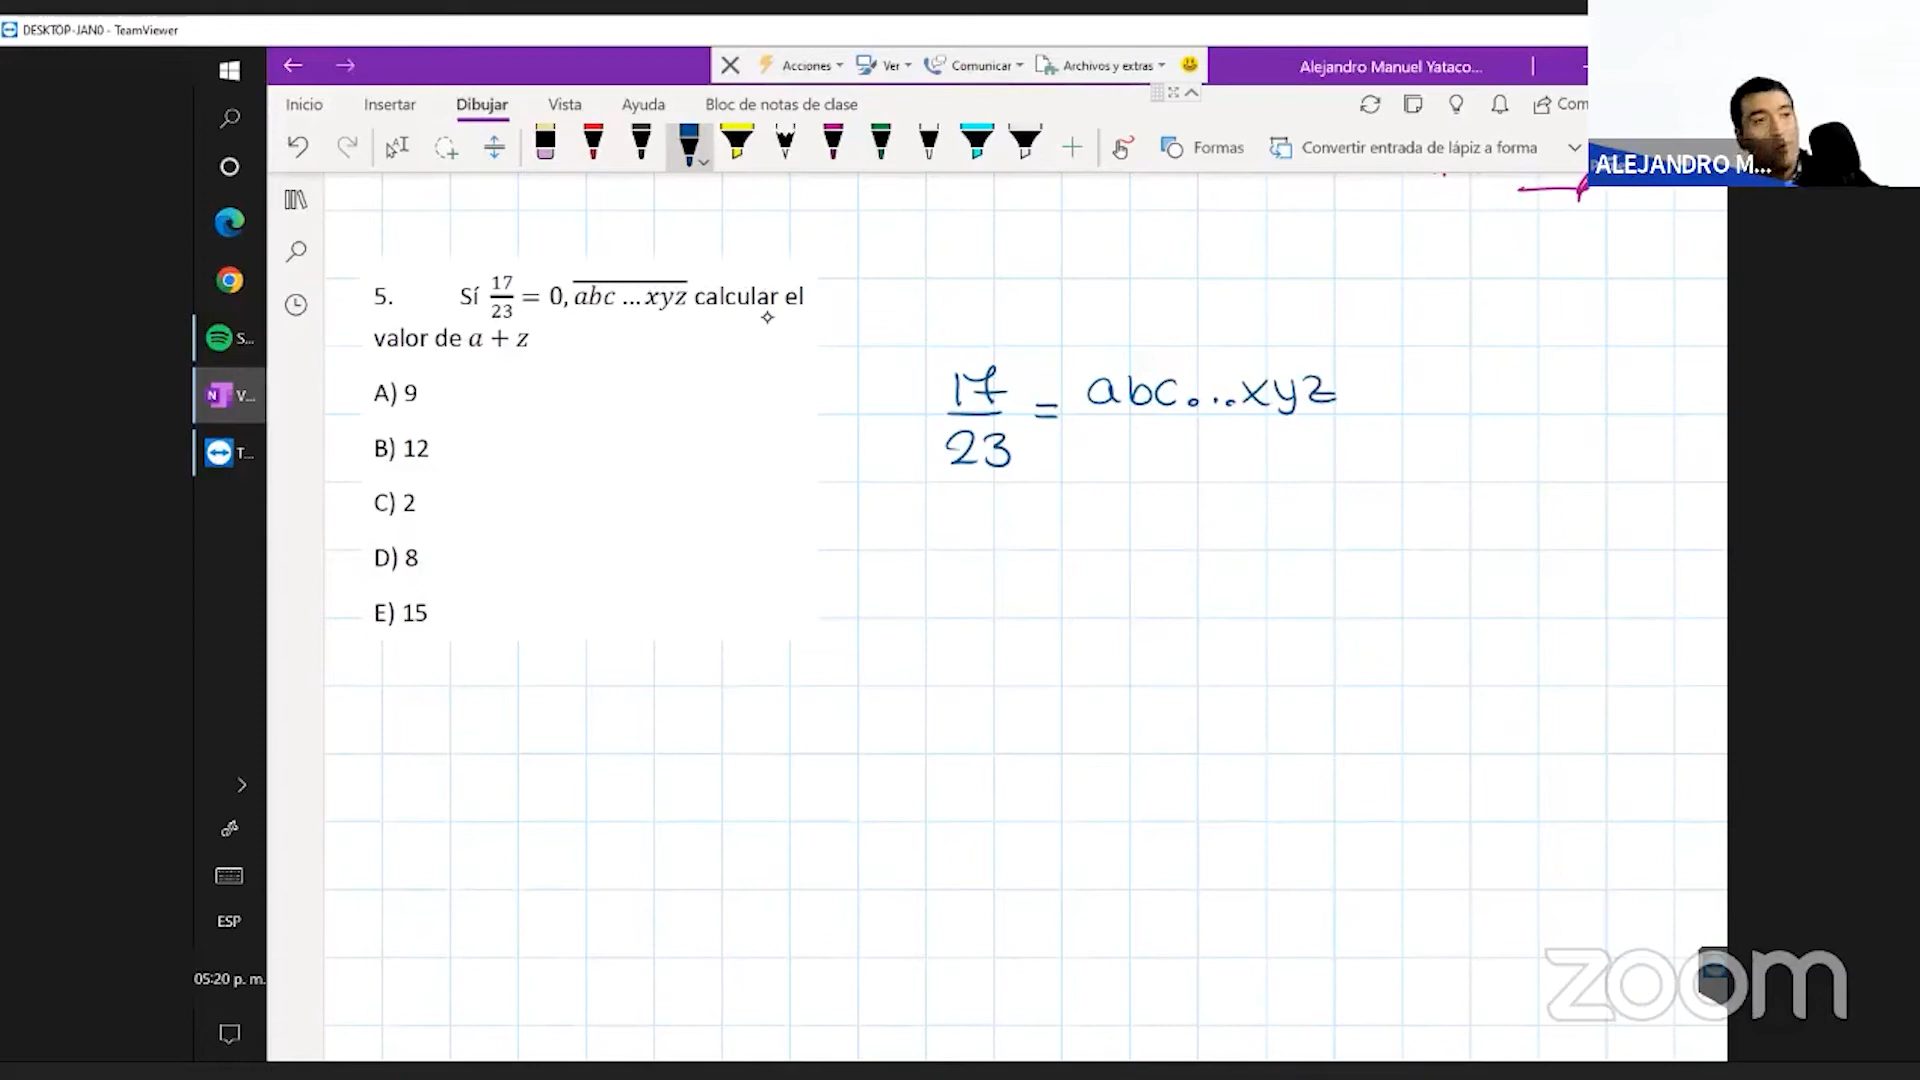 DESKTOP-JAN0 - TeamViewer
Acciones
Ver
Comunicar
Archivos y extras
Alejandro Manuel Yataco...
Inicio
Insertar
Dibujar
Vista
Ayuda
Bloc de notas de clase
Com
Formas
Convertir entrada de lápiz a forma
ALEJANDRO M...
5. Sí 17/23 = 0, abc ... xyz calcular el
valor de a + z
A) 9
B) 12
C) 2
D) 8
E) 15
17/23 = abc...xyz
S...
V...
T...
ESP
05:20 p. m.
zoom